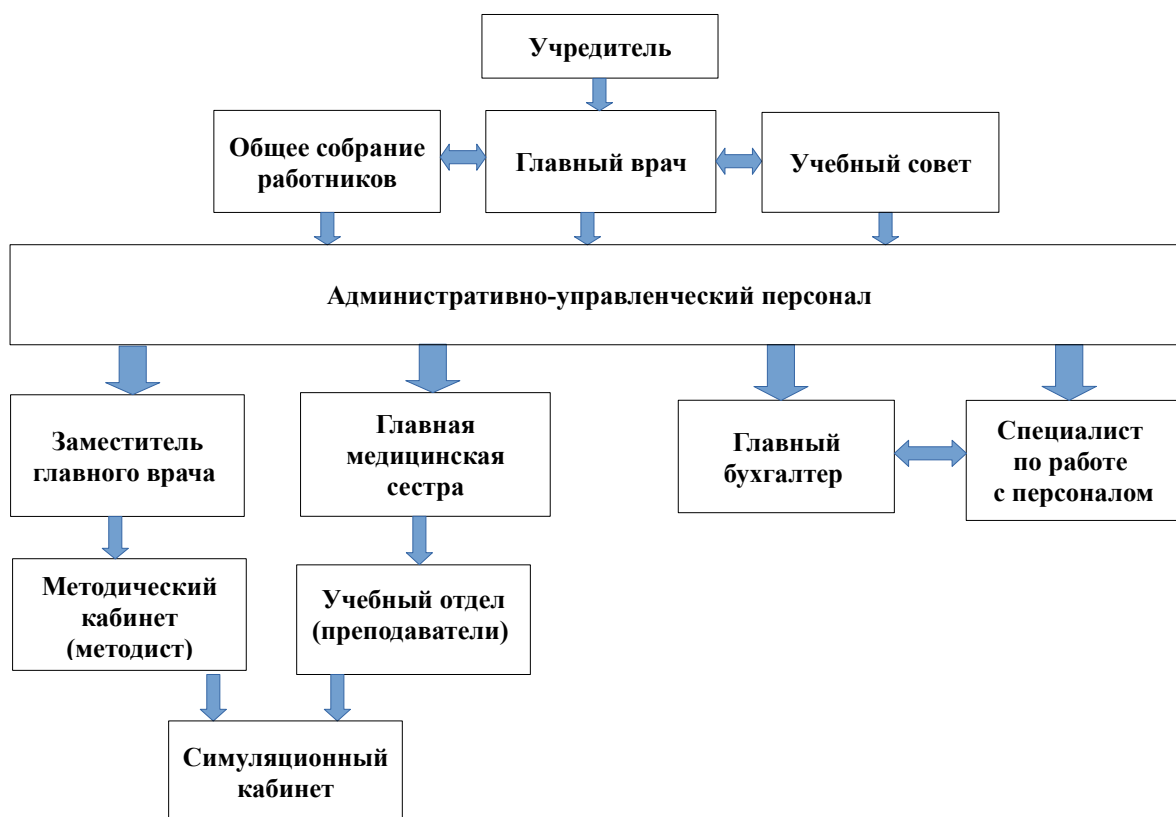 Учредитель
Общее собрание
работников
Главный врач
Учебный совет
Административно-управленческий персонал
Заместитель
главного врача
Главная
медицинская
сестра
Главный
бухгалтер
Специалист
по работе
с персоналом
Методический
кабинет
(методист)
Учебный отдел
(преподаватели)
Симуляционный
кабинет